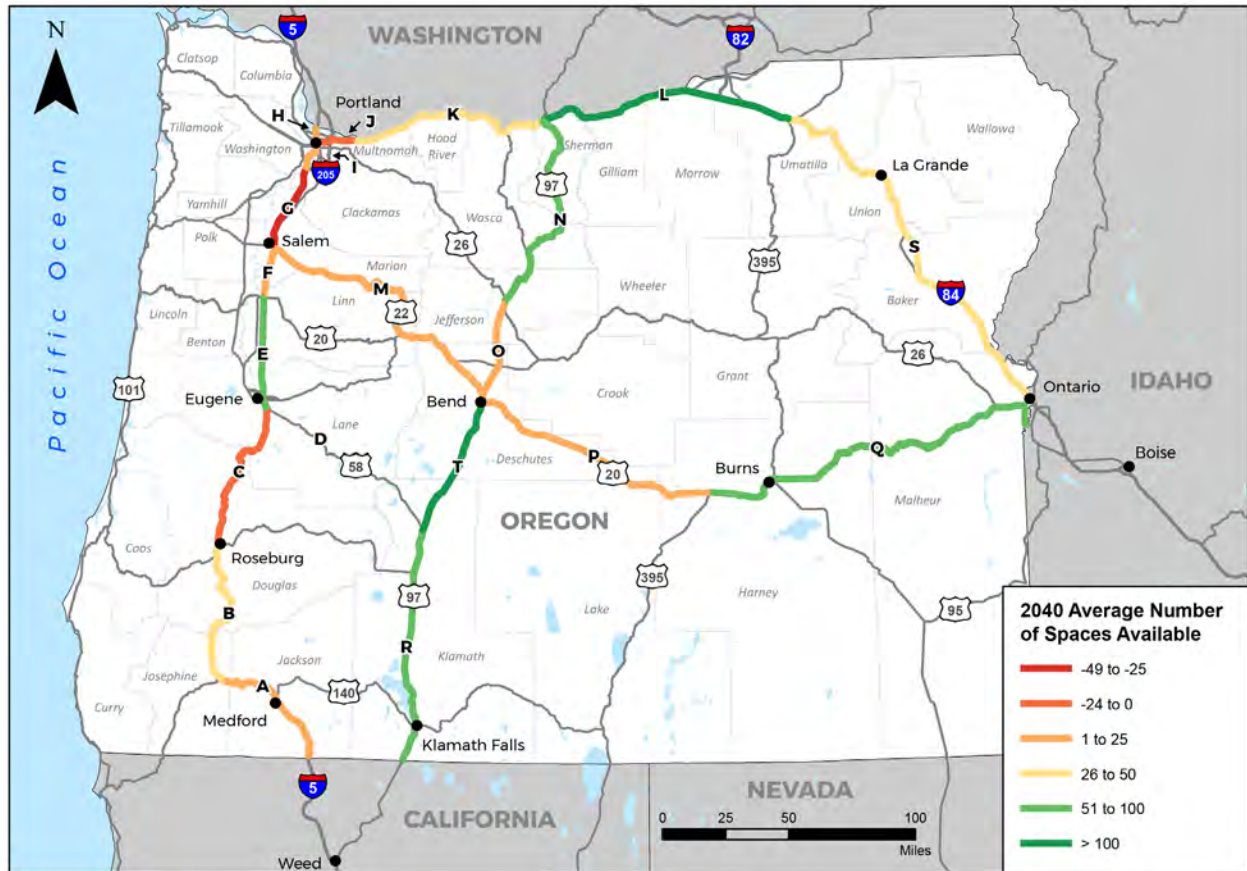 N
5
WASHINGTON
82
Clatsop
Columbia
Portland
H
J
K
L
Tillamook
Washington
Multnomah
Hood
River
Sherman
Wallowa
I
205
Umatilla
La Grande
Gilliam
Morrow
97
Yamhill
G
Clackamas
Wasco
N
Union
Polk
Salem
26
S
F
Marion
395
M
Wheeler
84
Linn
Baker
Lincoln
22
Jefferson
Benton
20
O
26
E
Grant
Ontario
IDAHO
101
Crook
Eugene
Bend
Pacific Ocean
D
Lane
Boise
P
Q
C
58
T
Deschutes
20
Burns
Malheur
OREGON
Coos
Roseburg
Douglas
395
97
Harney
95
B
Lake
R
Klamath
Josephine
Jackson
A
140
Curry
Medford
Klamath Falls
5
NEVADA
CALIFORNIA
0 25 50 100
Miles
Weed
2040 Average Number
of Spaces Available
-49 to -25
-24 to 0
1 to 25
26 to 50
51 to 100
> 100